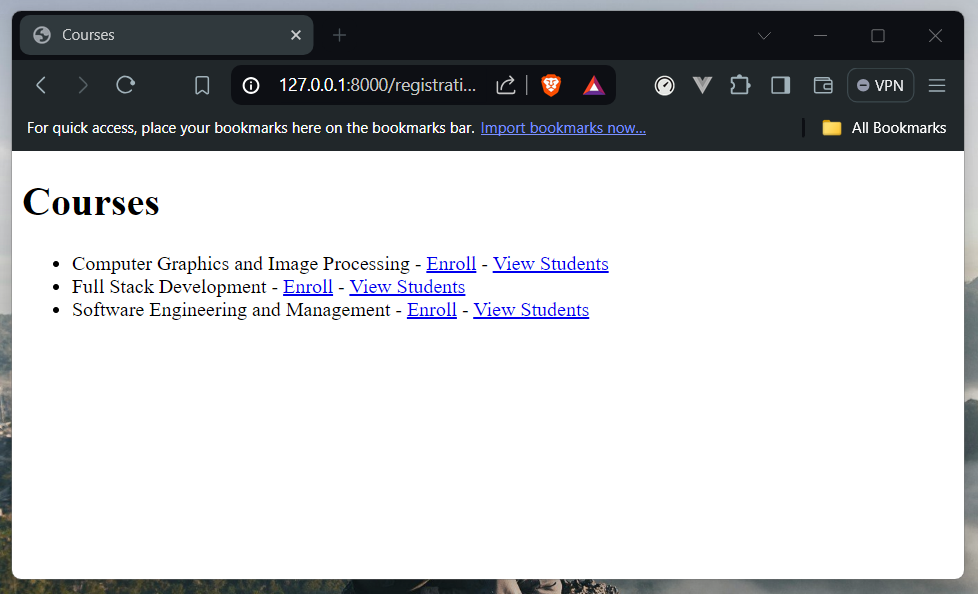 Courses
127.0.0.1:8000/registrati...
VPN
For quick access, place your bookmarks here on the bookmarks bar. Import bookmarks now...
All Bookmarks
Courses
Computer Graphics and Image Processing - Enroll - View Students
Full Stack Development - Enroll - View Students
Software Engineering and Management - Enroll - View Students